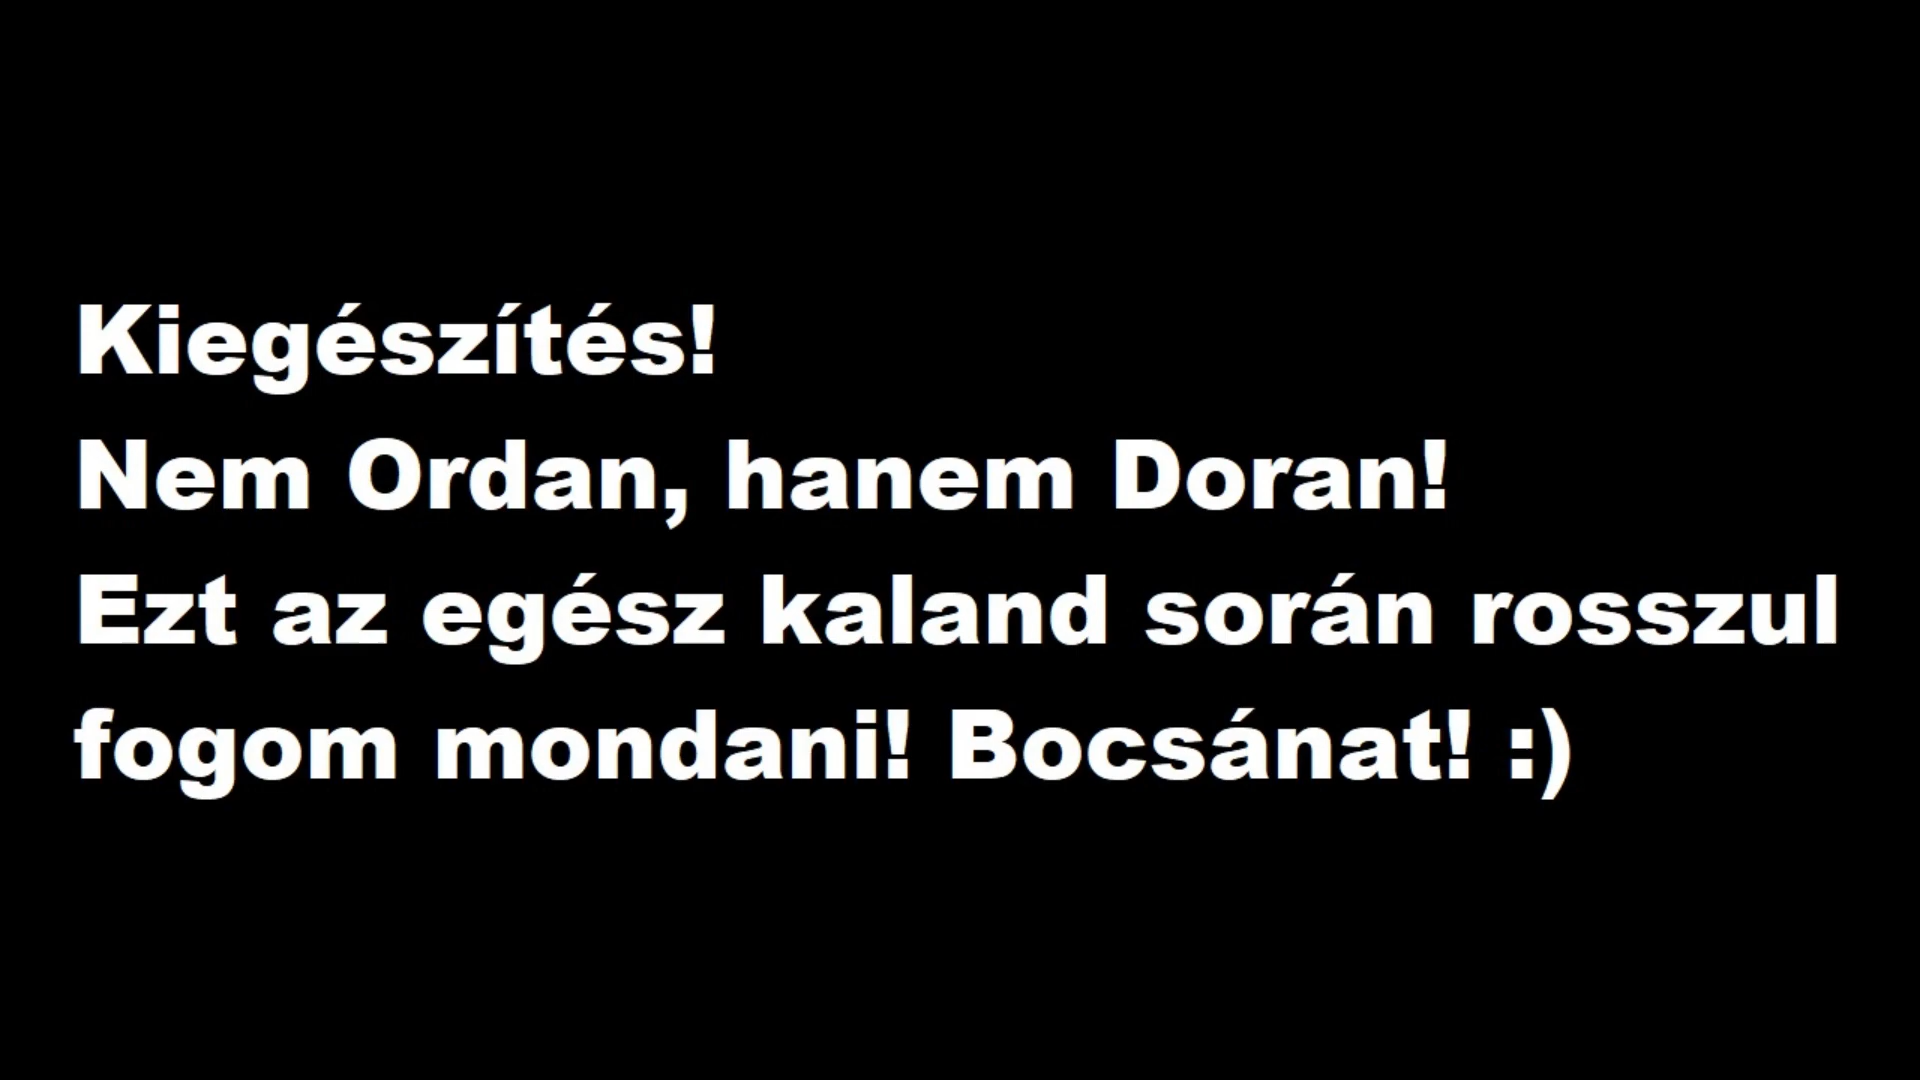 Kiegészítés!
Nem Ordan, hanem Doran!
Ezt az egész kaland során rosszul
fogom mondani! Bocsánat! :)